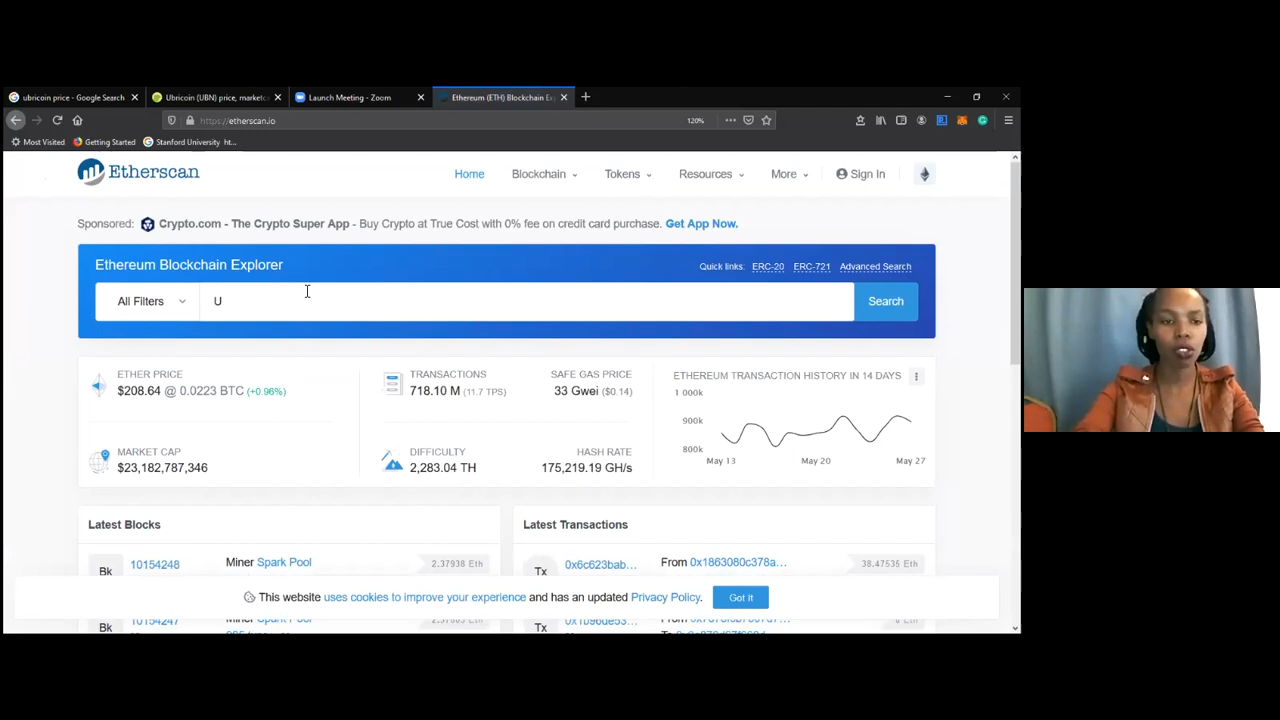 ubricoin price - Google Search
Ubricoin (UBN) price, marketc
Launch Meeting - Zoom
Ethereum (ETH) Blockchain Ex
https://etherscan.io
120%
Most Visited
Getting Started
Stanford University ht...
Etherscan
Home
Blockchain
Tokens
Resources
More
Sign In
Sponsored: Crypto.com - The Crypto Super App - Buy Crypto at True Cost with 0% fee on credit card purchase. Get App Now.
Ethereum Blockchain Explorer
Quick links: ERC-20 ERC-721 Advanced Search
All Filters
U
Search
ETHER PRICE
$208.64 @ 0.0223 BTC (+0.96%)
TRANSACTIONS
718.10 M (11.7 TPS)
SAFE GAS PRICE
33 Gwei ($0.14)
ETHEREUM TRANSACTION HISTORY IN 14 DAYS
1 000k
900k
800k
May 13
May 20
May 27
MARKET CAP
$23,182,787,346
DIFFICULTY
2,283.04 TH
HASH RATE
175,219.19 GH/s
Latest Blocks
Latest Transactions
Bk
10154248
Miner Spark Pool
2.37938 Eth
Tx
0x6c623bab...
From 0x1863080c378a...
38.47535 Eth
This website uses cookies to improve your experience and has an updated Privacy Policy.
Got It
Bk
10154247
Tx